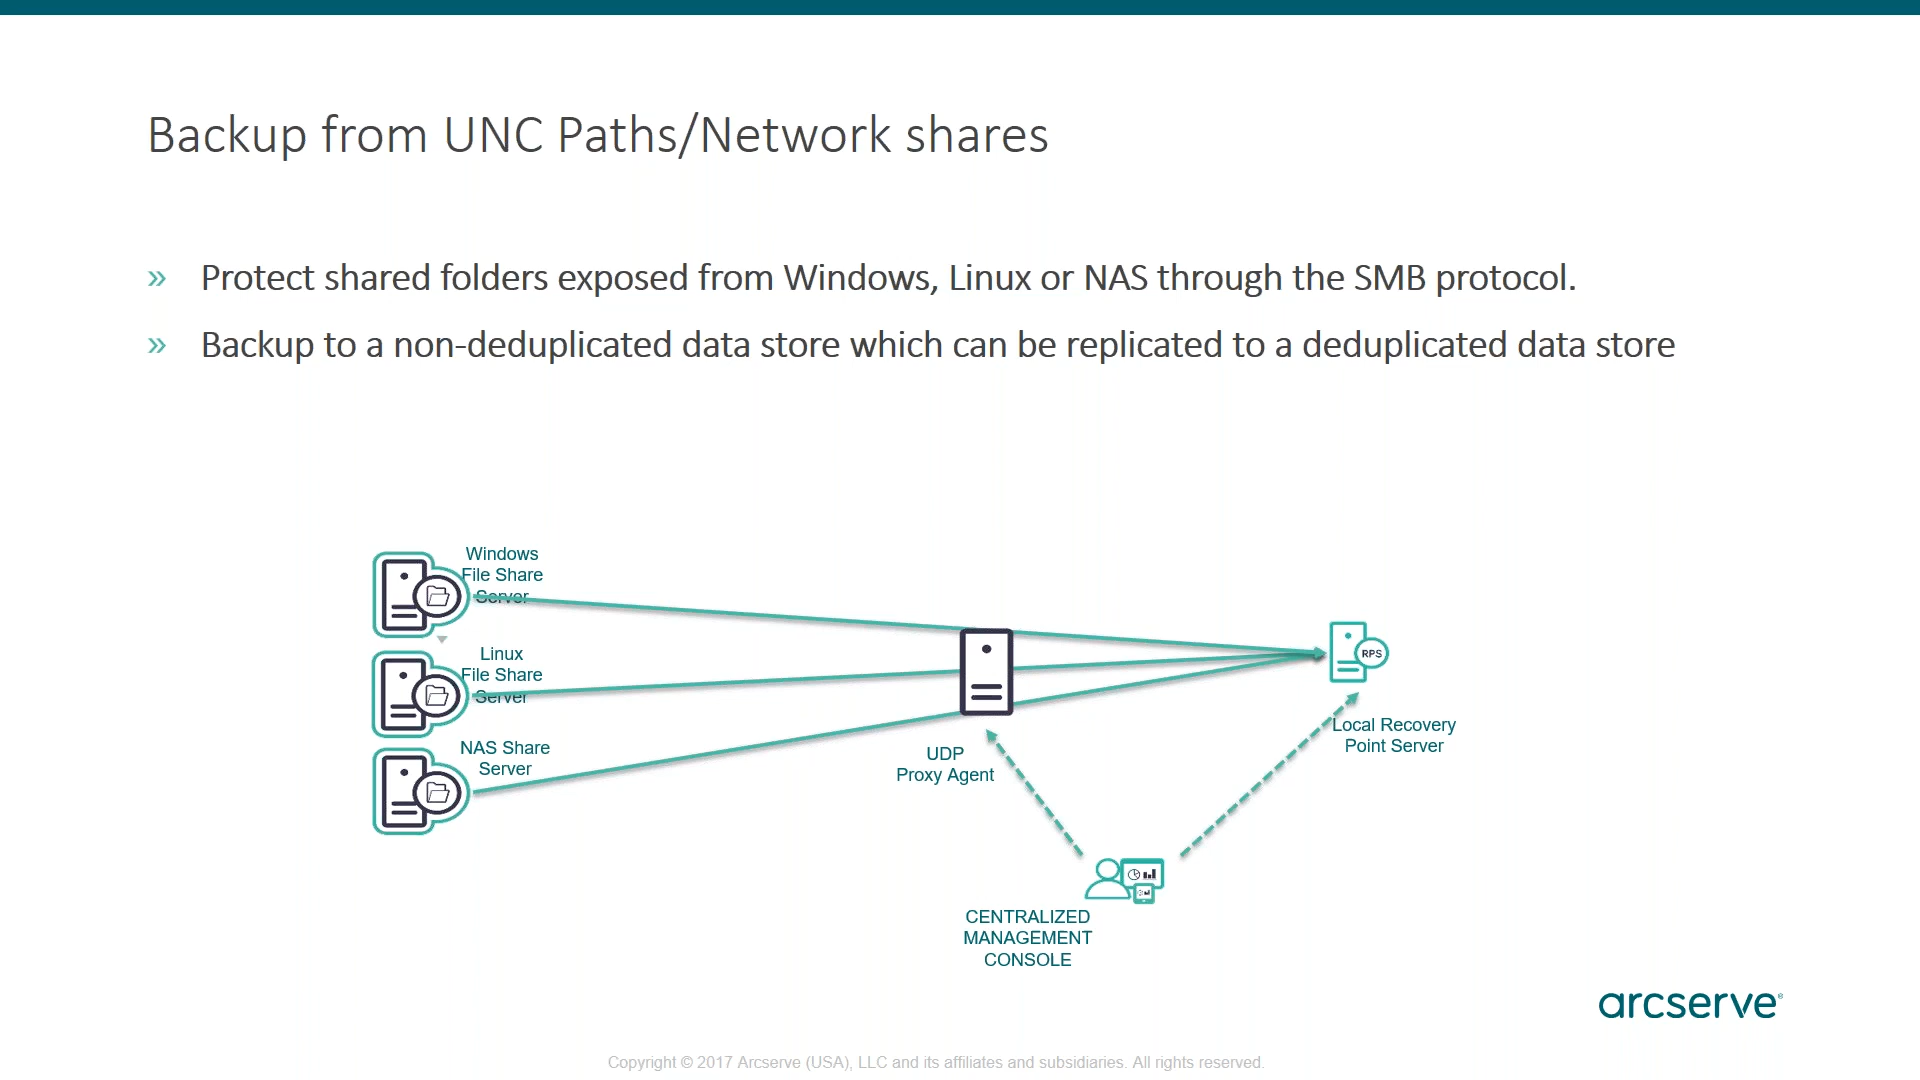 Backup from UNC Paths/Network shares
» Protect shared folders exposed from Windows, Linux or NAS through the SMB protocol.
» Backup to a non-deduplicated data store which can be replicated to a deduplicated data store
Windows
File Share
Server
Linux
File Share
Server
NAS Share
Server
UDP
Proxy Agent
RPS
Local Recovery
Point Server
CENTRALIZED
MANAGEMENT
CONSOLE
arcserve®
Copyright © 2017 Arcserve (USA), LLC and its affiliates and subsidiaries. All rights reserved.